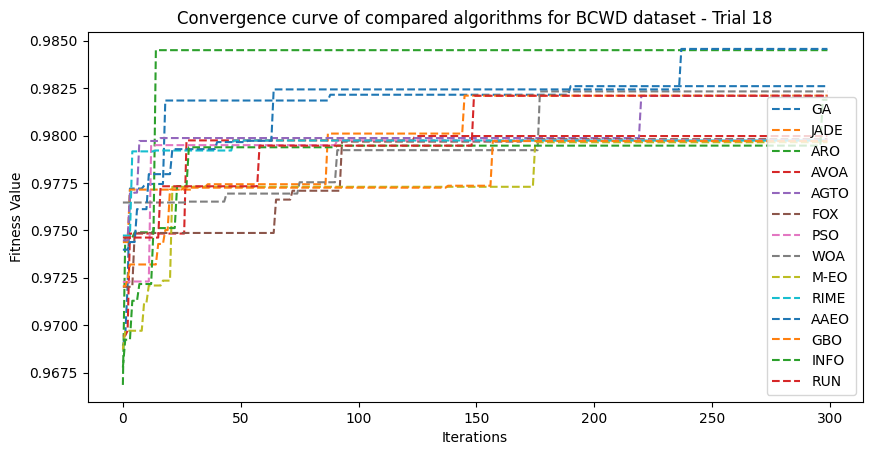 Convergence curve of compared algorithms for BCWD dataset - Trial 18
Fitness Value
0.9850
0.9825
0.9800
0.9775
0.9750
0.9725
0.9700
0.9675
0
50
100
150
200
250
300
Iterations
GA
JADE
ARO
AVOA
AGTO
FOX
PSO
WOA
M-EO
RIME
AAEO
GBO
INFO
RUN